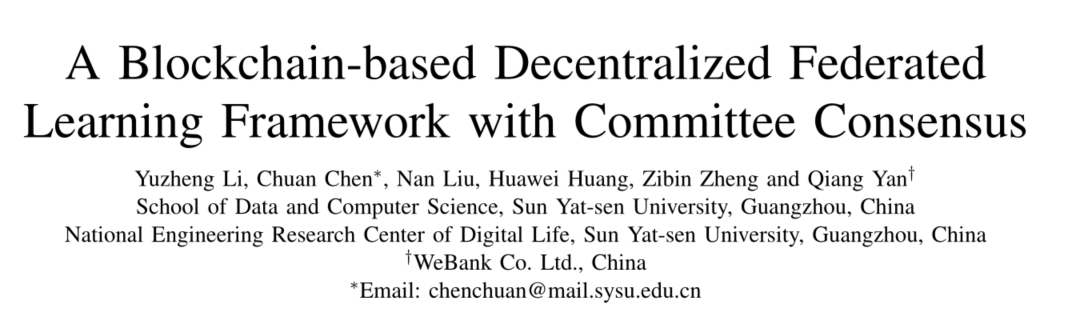 A Blockchain-based Decentralized Federated
Learning Framework with Committee Consensus
Yuzheng Li, Chuan Chen*, Nan Liu, Huawei Huang, Zibin Zheng and Qiang Yan†
School of Data and Computer Science, Sun Yat-sen University, Guangzhou, China
National Engineering Research Center of Digital Life, Sun Yat-sen University, Guangzhou, China
†WeBank Co. Ltd., China
*Email: chenchuan@mail.sysu.edu.cn